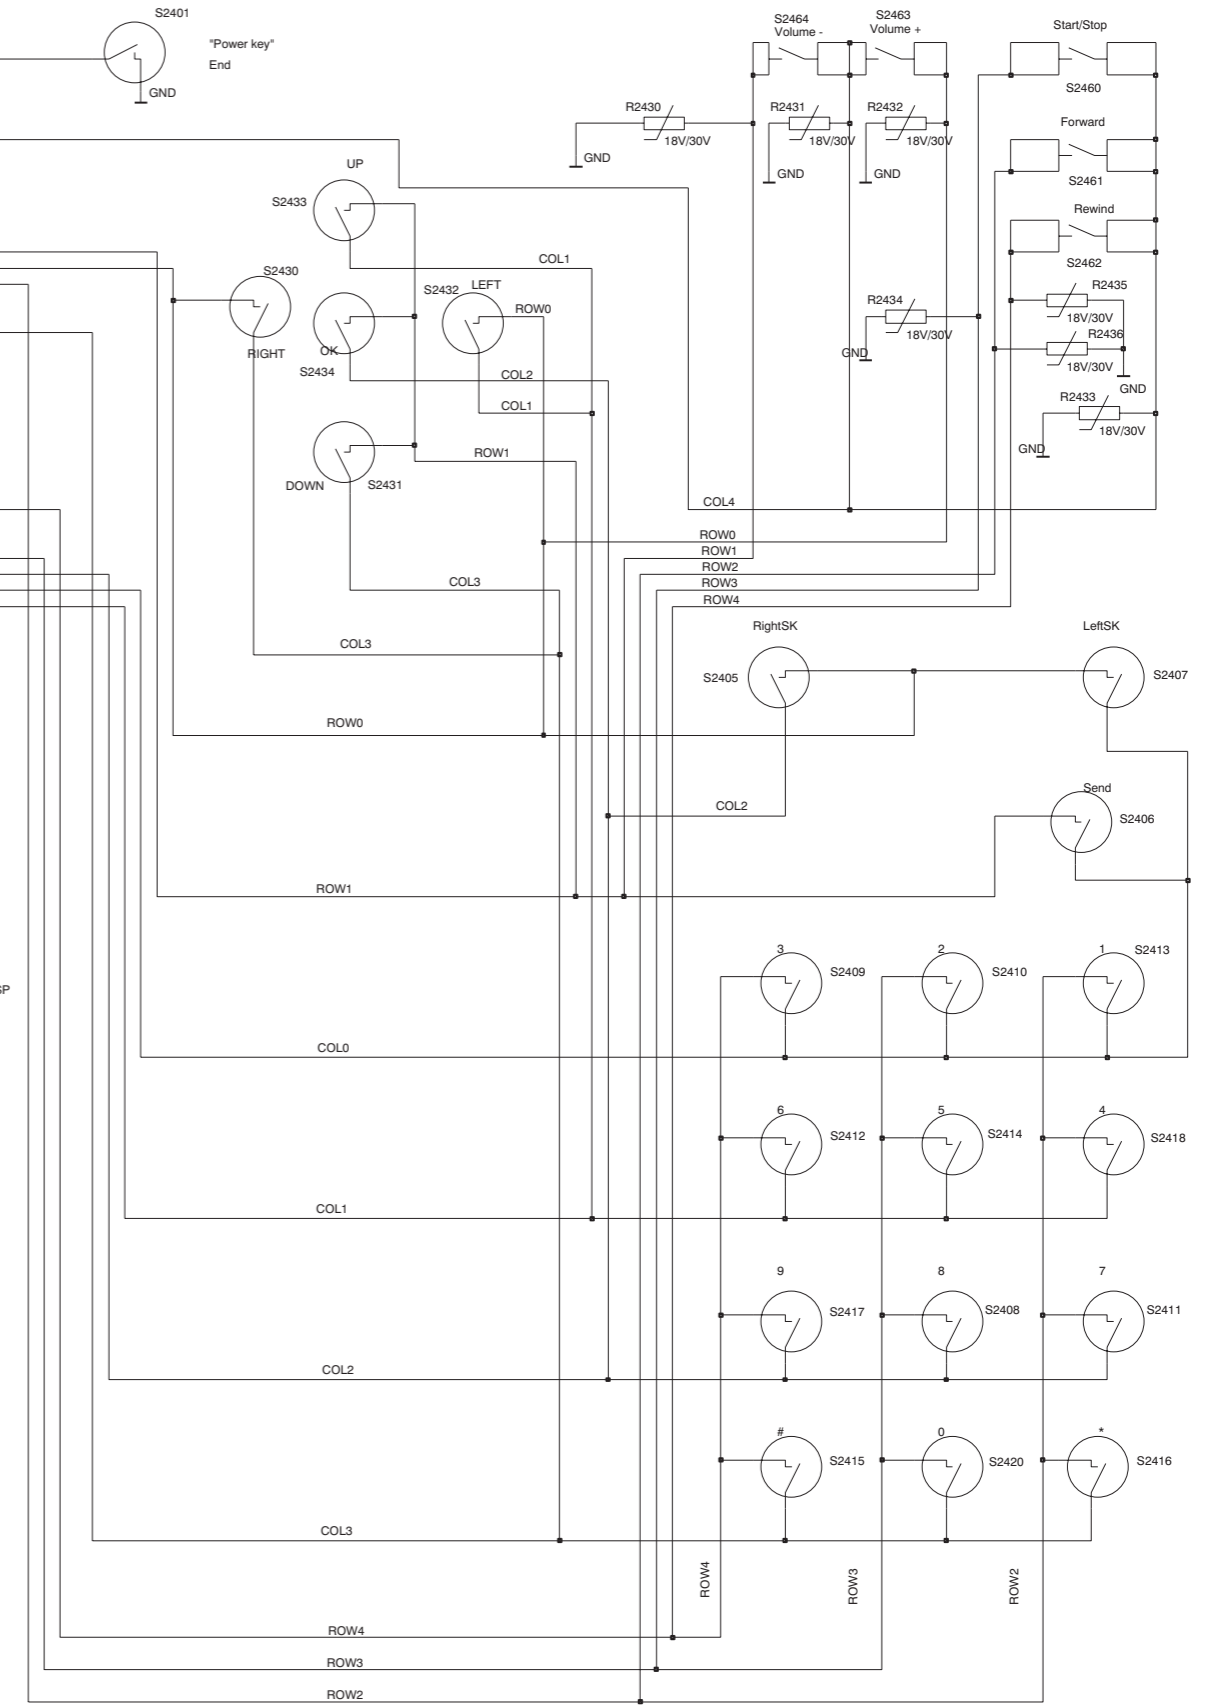 S2401
"Power key"
End
GND
S2464
Volume -
S2463
Volume +
Start/Stop
S2460
R2430
18V/30V
GND
R2431
18V/30V
GND
R2432
18V/30V
GND
Forward
S2461
Rewind
S2462
UP
S2433
COL1
S2430
RIGHT
S2432
LEFT
ROW0
OK
S2434
COL2
COL1
R2434
18V/30V
GND
R2435
18V/30V
R2436
18V/30V
GND
R2433
18V/30V
GND
ROW1
DOWN
S2431
COL4
ROW0
ROW1
ROW2
ROW3
ROW4
COL3
COL3
RightSK
S2405
LeftSK
S2407
ROW0
COL2
Send
S2406
ROW1
3
S2409
2
S2410
1
S2413
SP
COL0
6
S2412
5
S2414
4
S2418
COL1
9
S2417
8
S2408
7
S2411
COL2
#
S2415
0
S2420
*
S2416
COL3
ROW4
ROW3
ROW2
ROW4
ROW3
ROW2